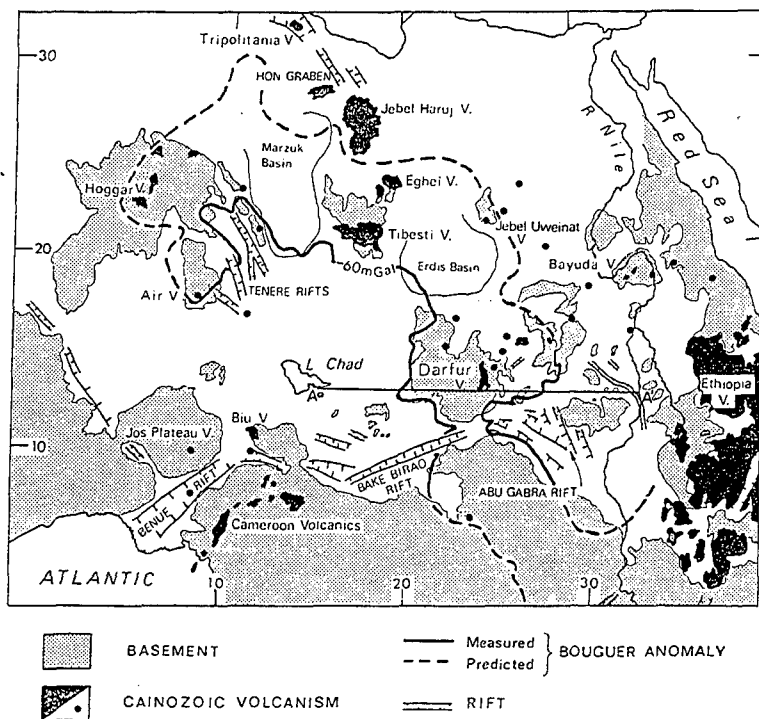 Tripolitania V.
30
HON GRABEN
Jebel Haruj V.
R Nile
Red Sea
Marzuk
Basin
Hoggar V.
Eghei V.
Tibesti V.
Jebel Uweinat
V
20
60mGal
Erdis Basin
Bayuda V.
Air V
TENERE RIFTS
L. Chad
Darfur
V.
A
A'
Ethiopia
V.
Jos Plateau V.
Biu V
10
BENUE RIFT
BAKE BIRAO
RIFT
ABU GABRA RIFT
Cameroon Volcanics
ATLANTIC
10
20
30
BASEMENT
Measured
Predicted
BOUGUER ANOMALY
CAINOZOIC VOLCANISM
RIFT